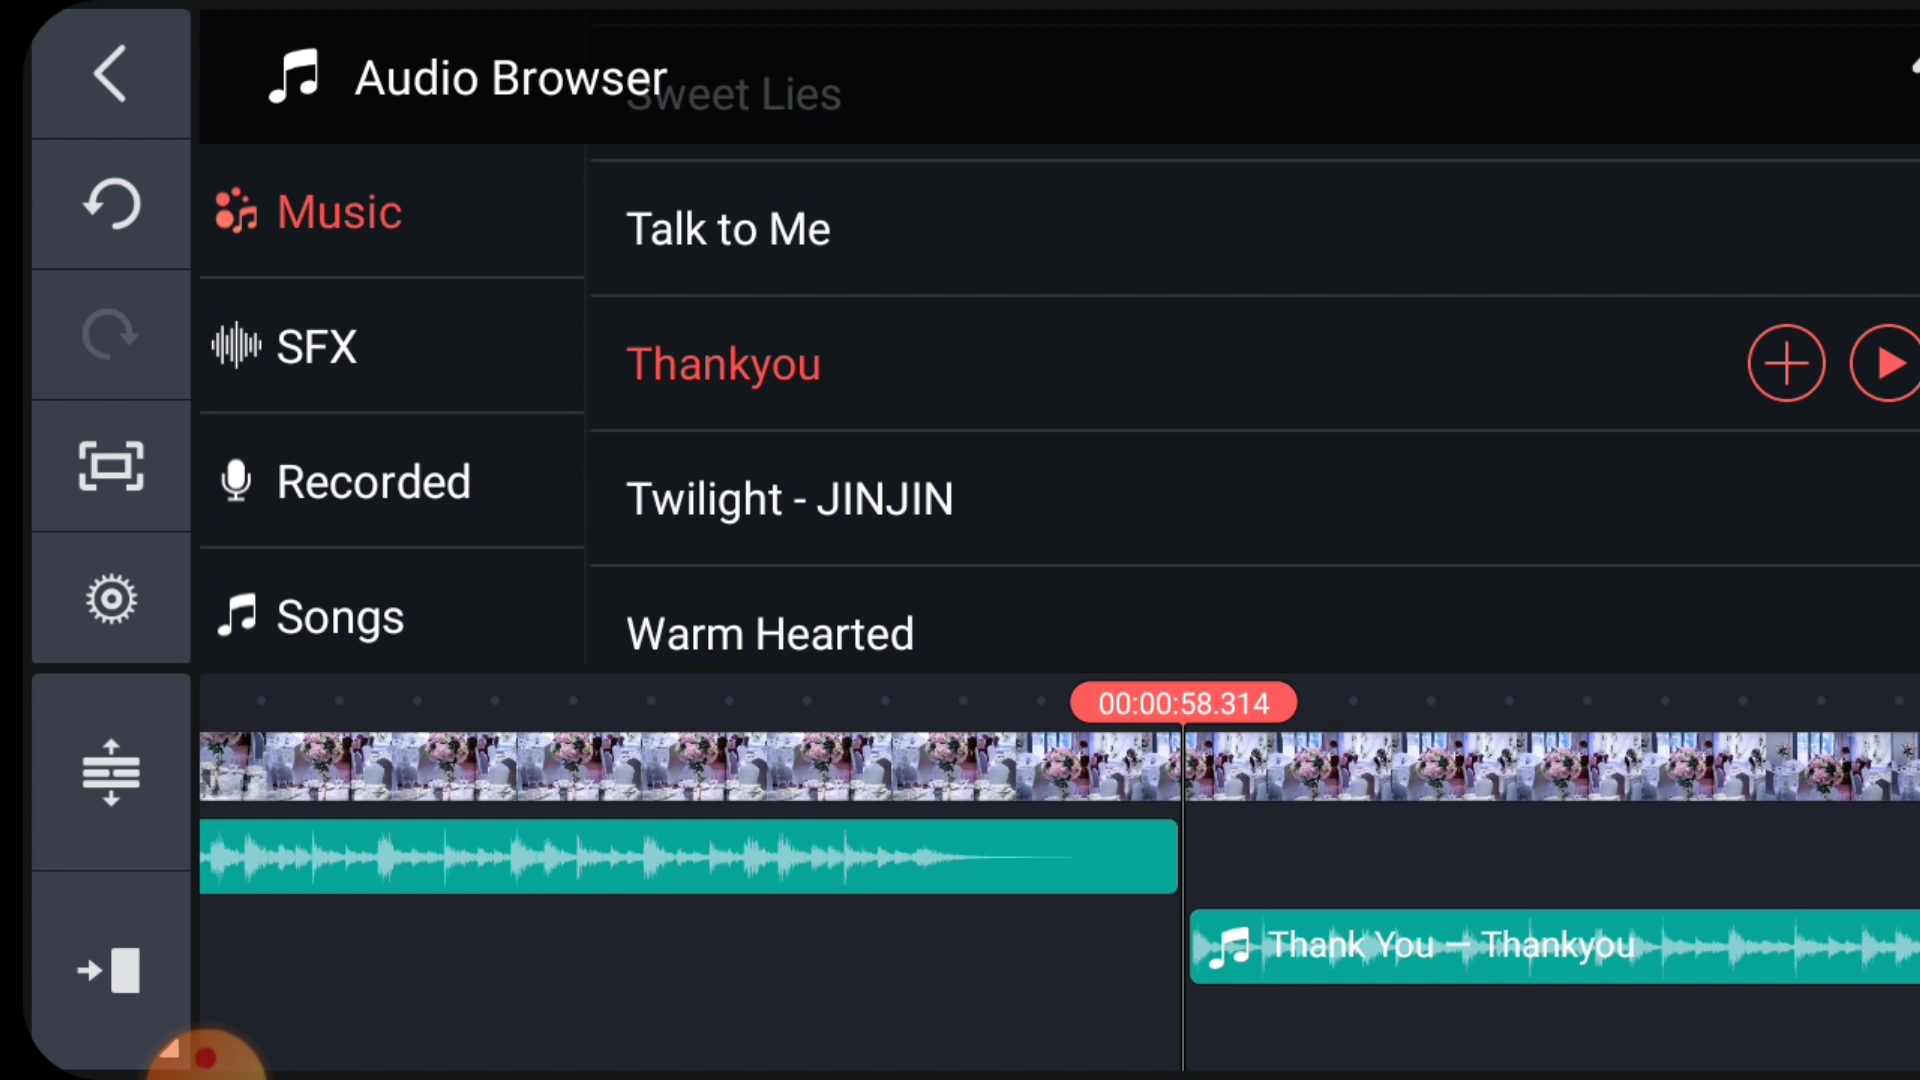 Audio Browser
Sweet Lies
Music
Talk to Me
SFX
Thankyou
Recorded
Twilight - JINJIN
Songs
Warm Hearted
00:00:58.314
Thank You — Thankyou